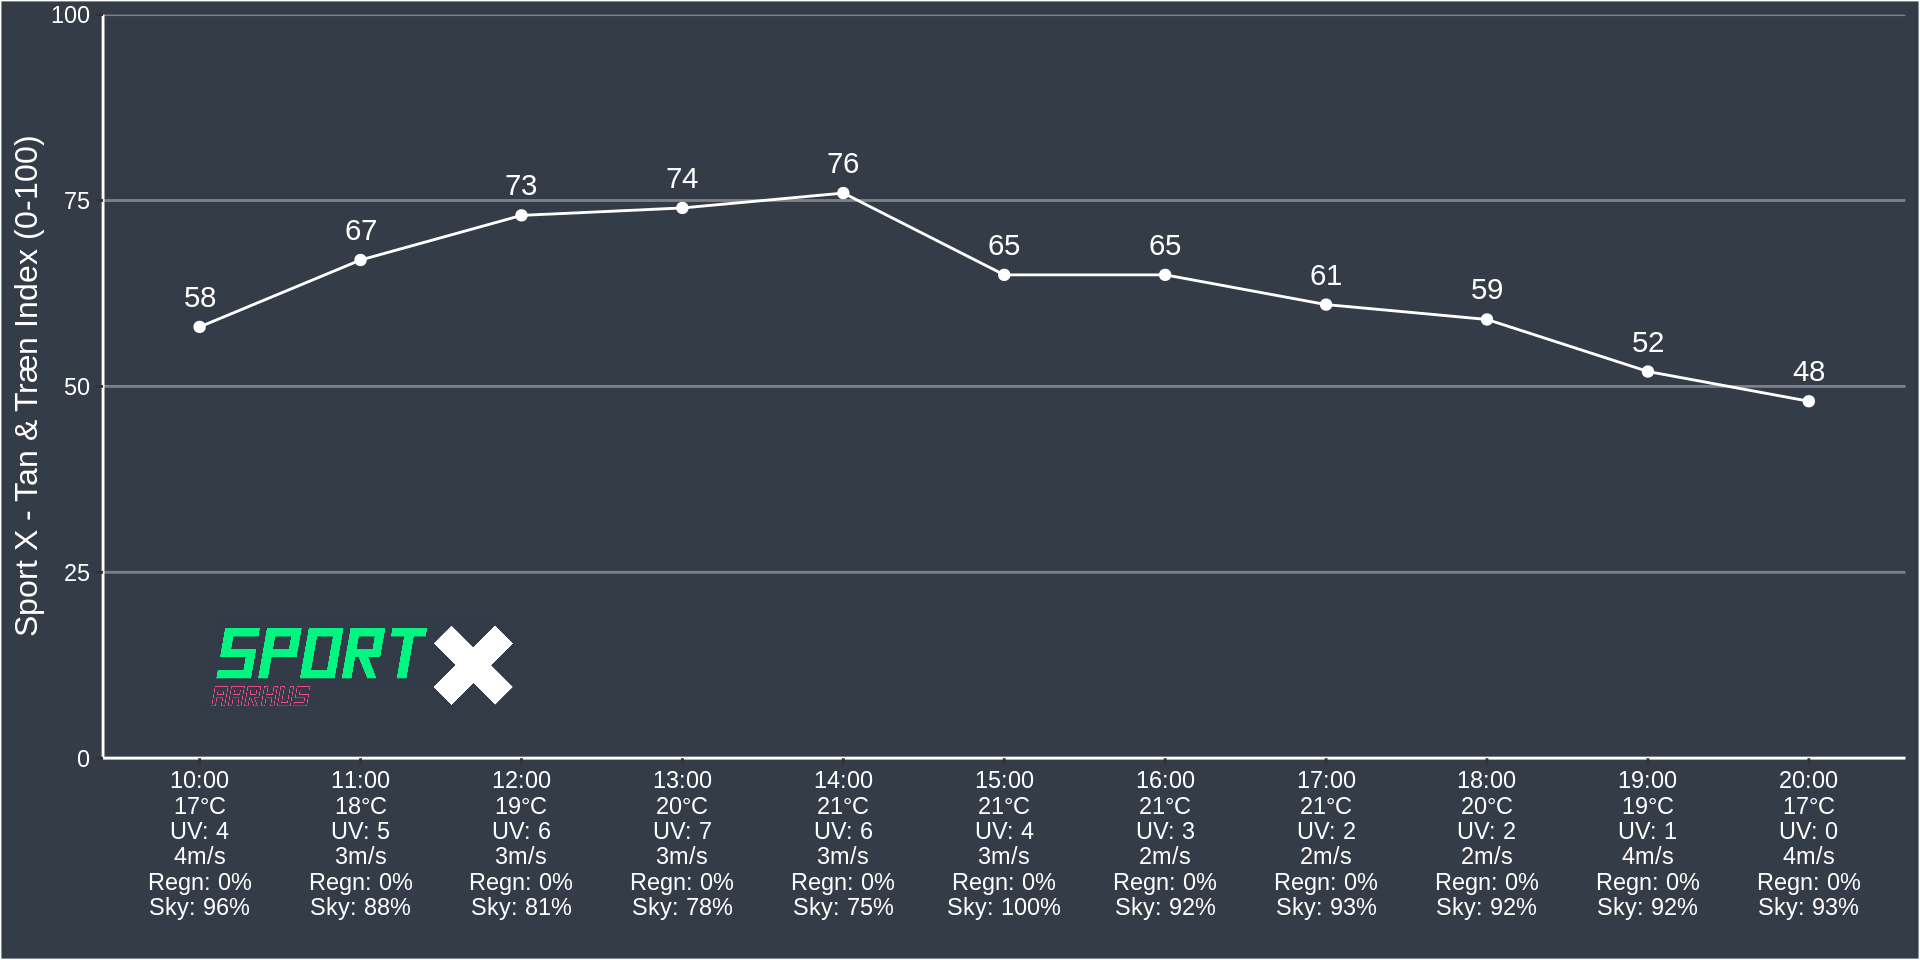 Sport X - Tan & Træn Index (0-100)
100
75
50
25
0
58
67
73
74
76
65
65
61
59
52
48
SPORT X
AARHUS
10:00 11:00 12:00 13:00 14:00 15:00 16:00 17:00 18:00 19:00 20:00
17°C 18°C 19°C 20°C 21°C 21°C 21°C 21°C 20°C 19°C 17°C
UV: 4 UV: 5 UV: 6 UV: 7 UV: 6 UV: 4 UV: 3 UV: 2 UV: 2 UV: 1 UV: 0
4m/s 3m/s 3m/s 3m/s 3m/s 3m/s 2m/s 2m/s 2m/s 4m/s 4m/s
Regn: 0% Regn: 0% Regn: 0% Regn: 0% Regn: 0% Regn: 0% Regn: 0% Regn: 0% Regn: 0% Regn: 0% Regn: 0%
Sky: 96% Sky: 88% Sky: 81% Sky: 78% Sky: 75% Sky: 100% Sky: 92% Sky: 93% Sky: 92% Sky: 92% Sky: 93%